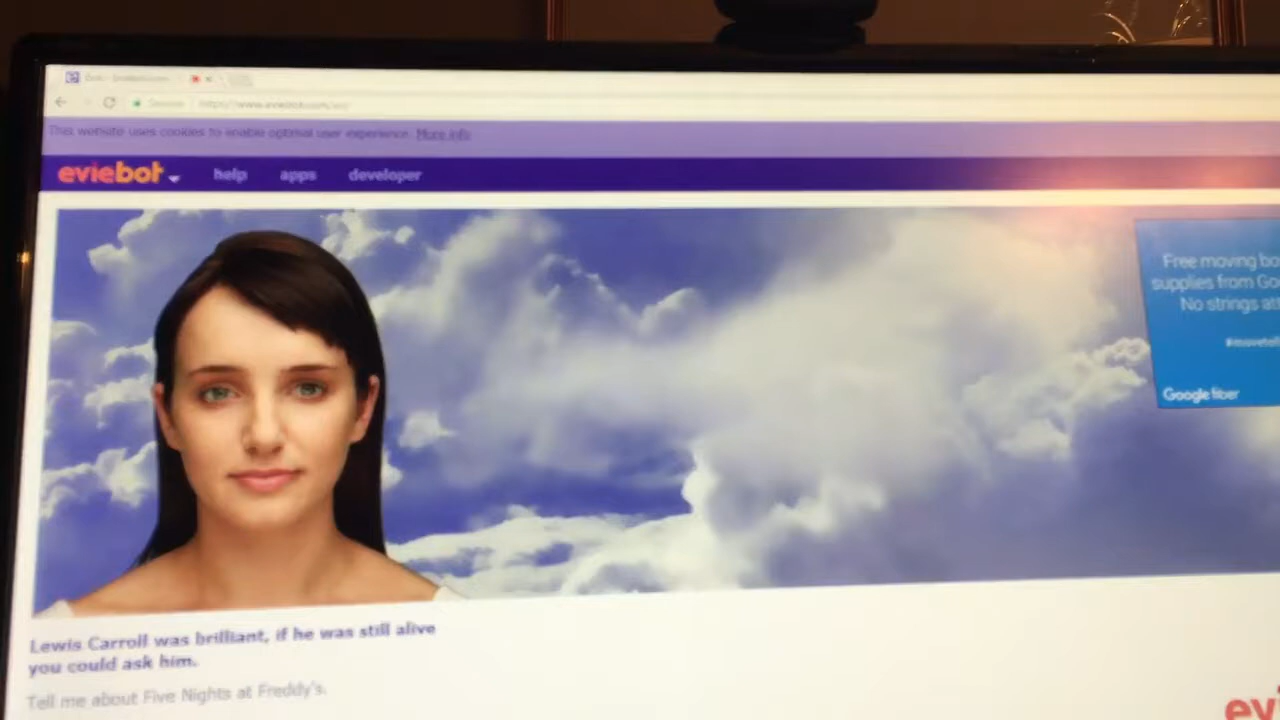 This website uses cookies to enable optimal user experience. More info
eviebot help apps developer
Free moving bo
supplies from Go
No strings at
Google fiber
Lewis Carroll was brilliant, if he was still alive
you could ask him.
Tell me about Five Nights at Freddy's.
ev